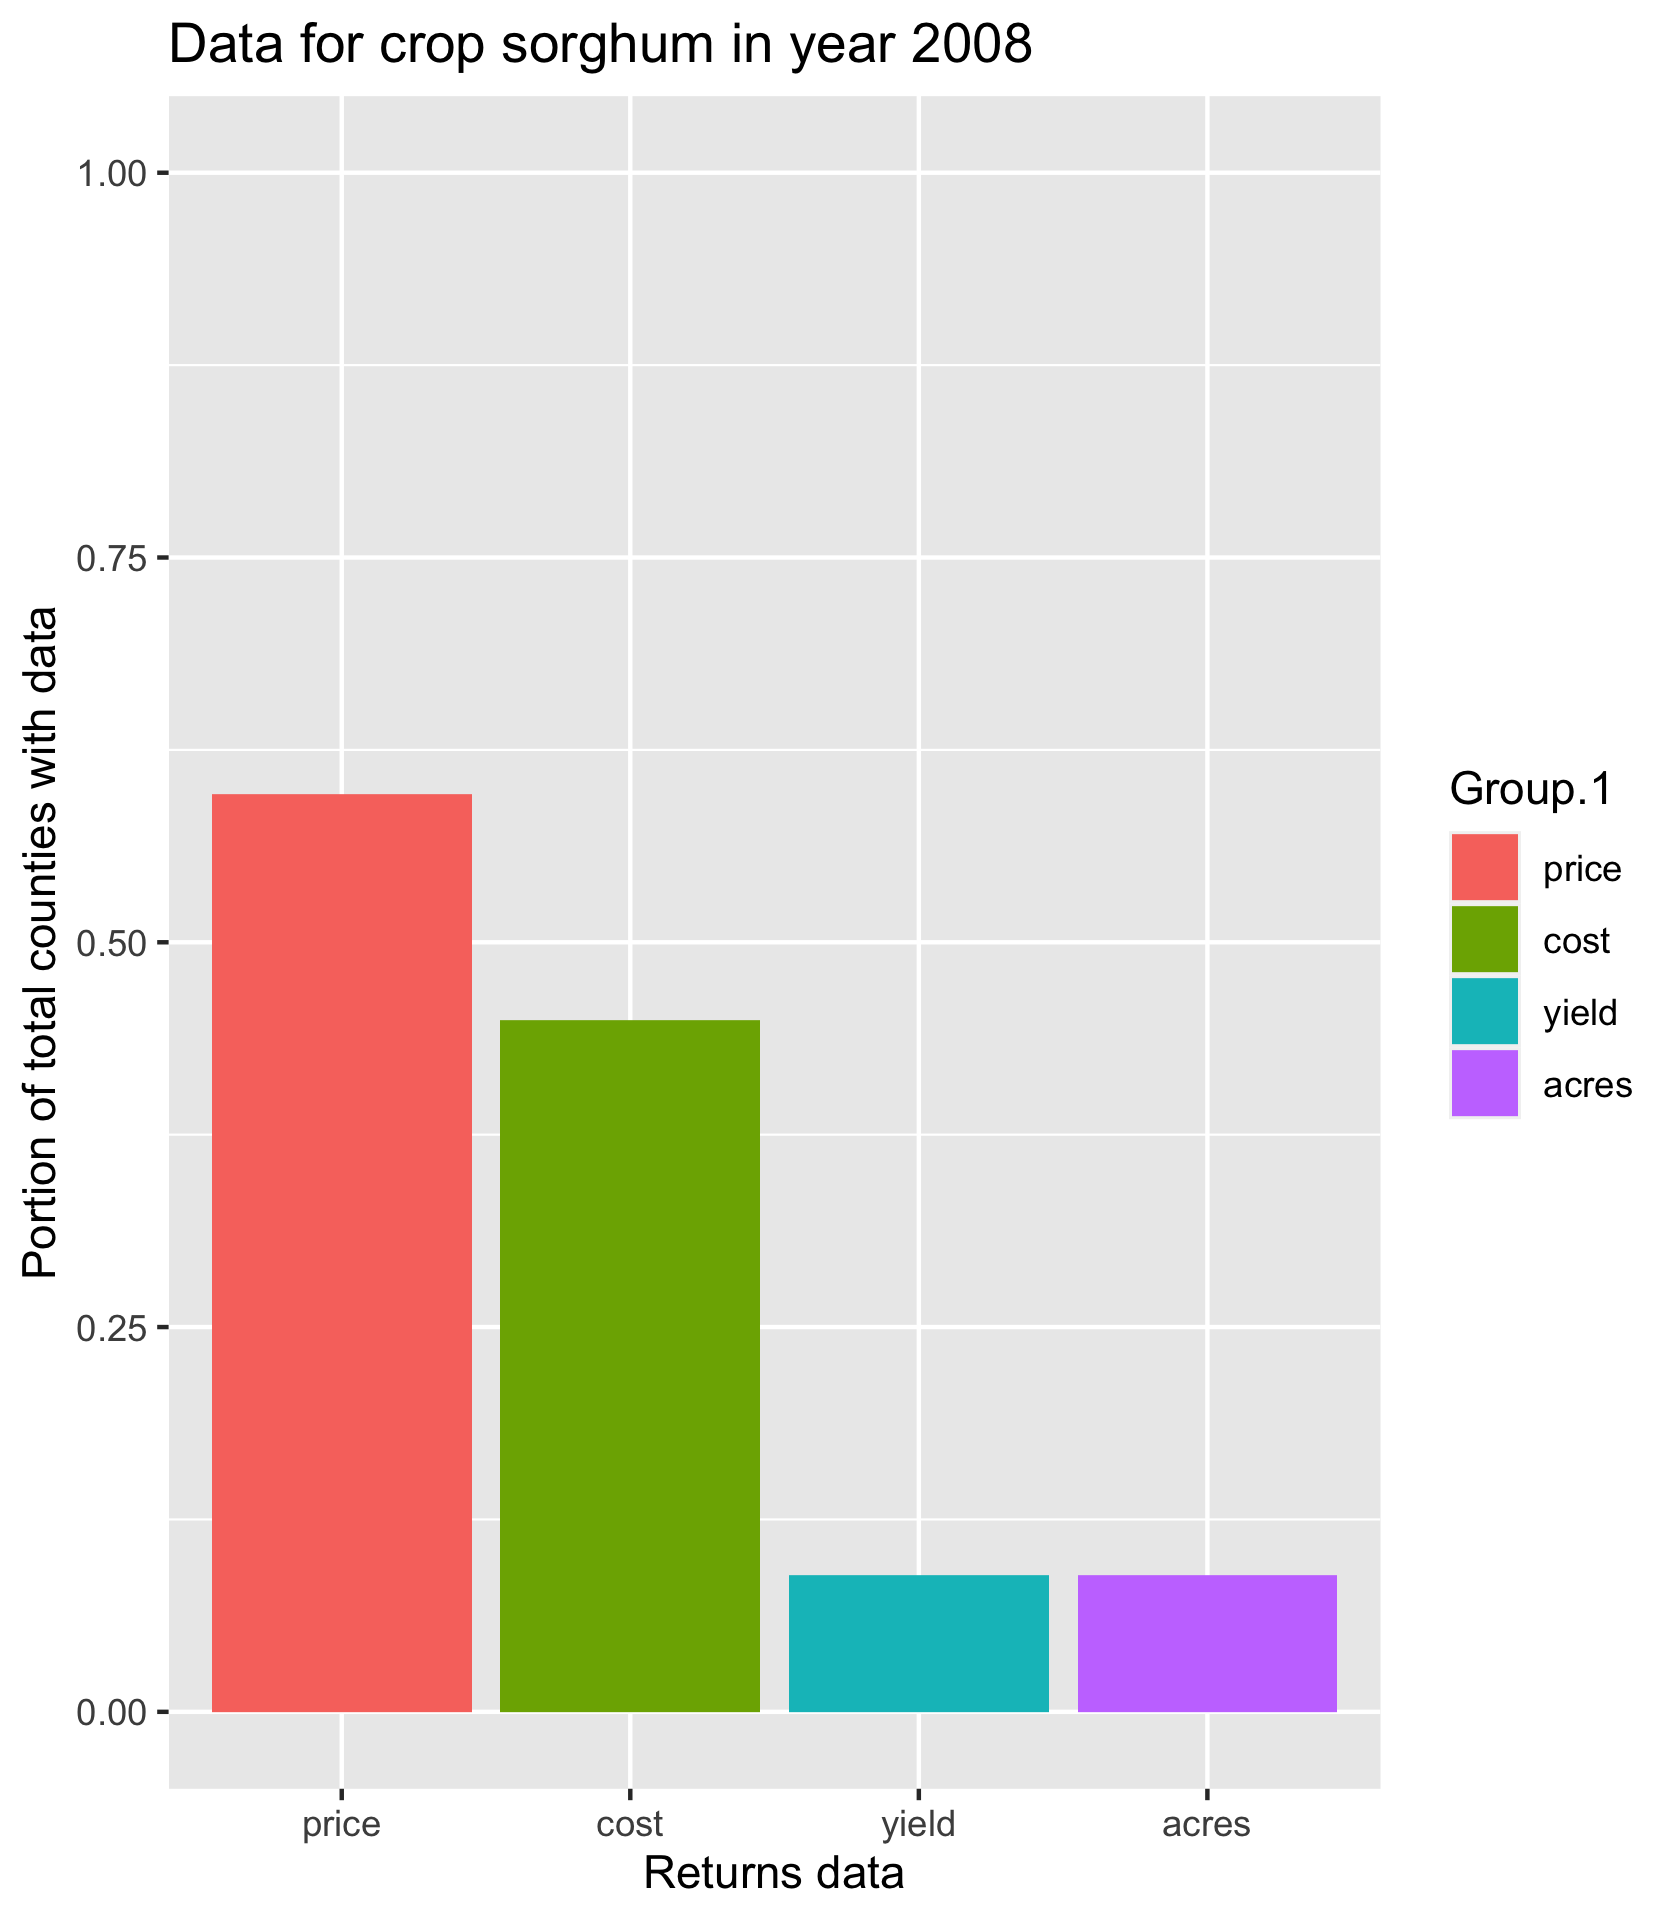 Data for crop sorghum in year 2008
Portion of total counties with data
1.00
0.75
0.50
0.25
0.00
price
cost
yield
acres
Returns data
Group.1
price
cost
yield
acres